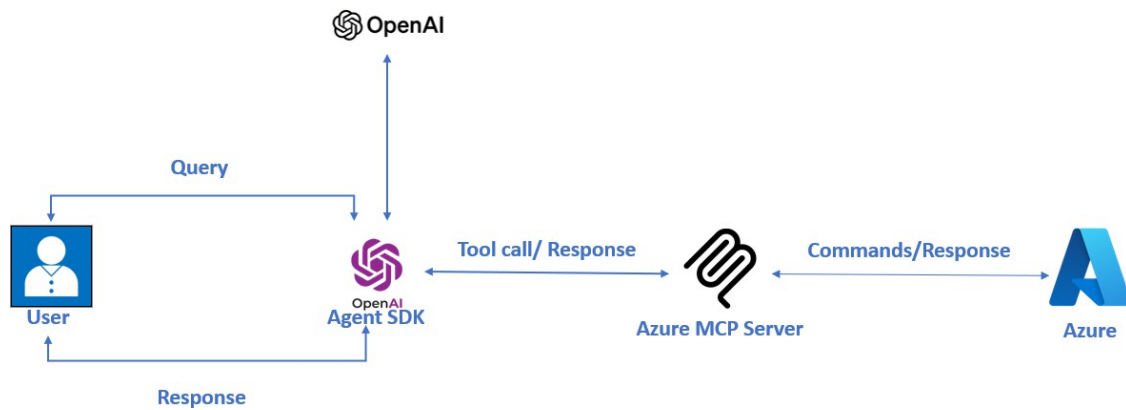 OpenAI
Query
Tool call/ Response
Commands/Response
OpenAI
User
Agent SDK
Azure MCP Server
Azure
Response